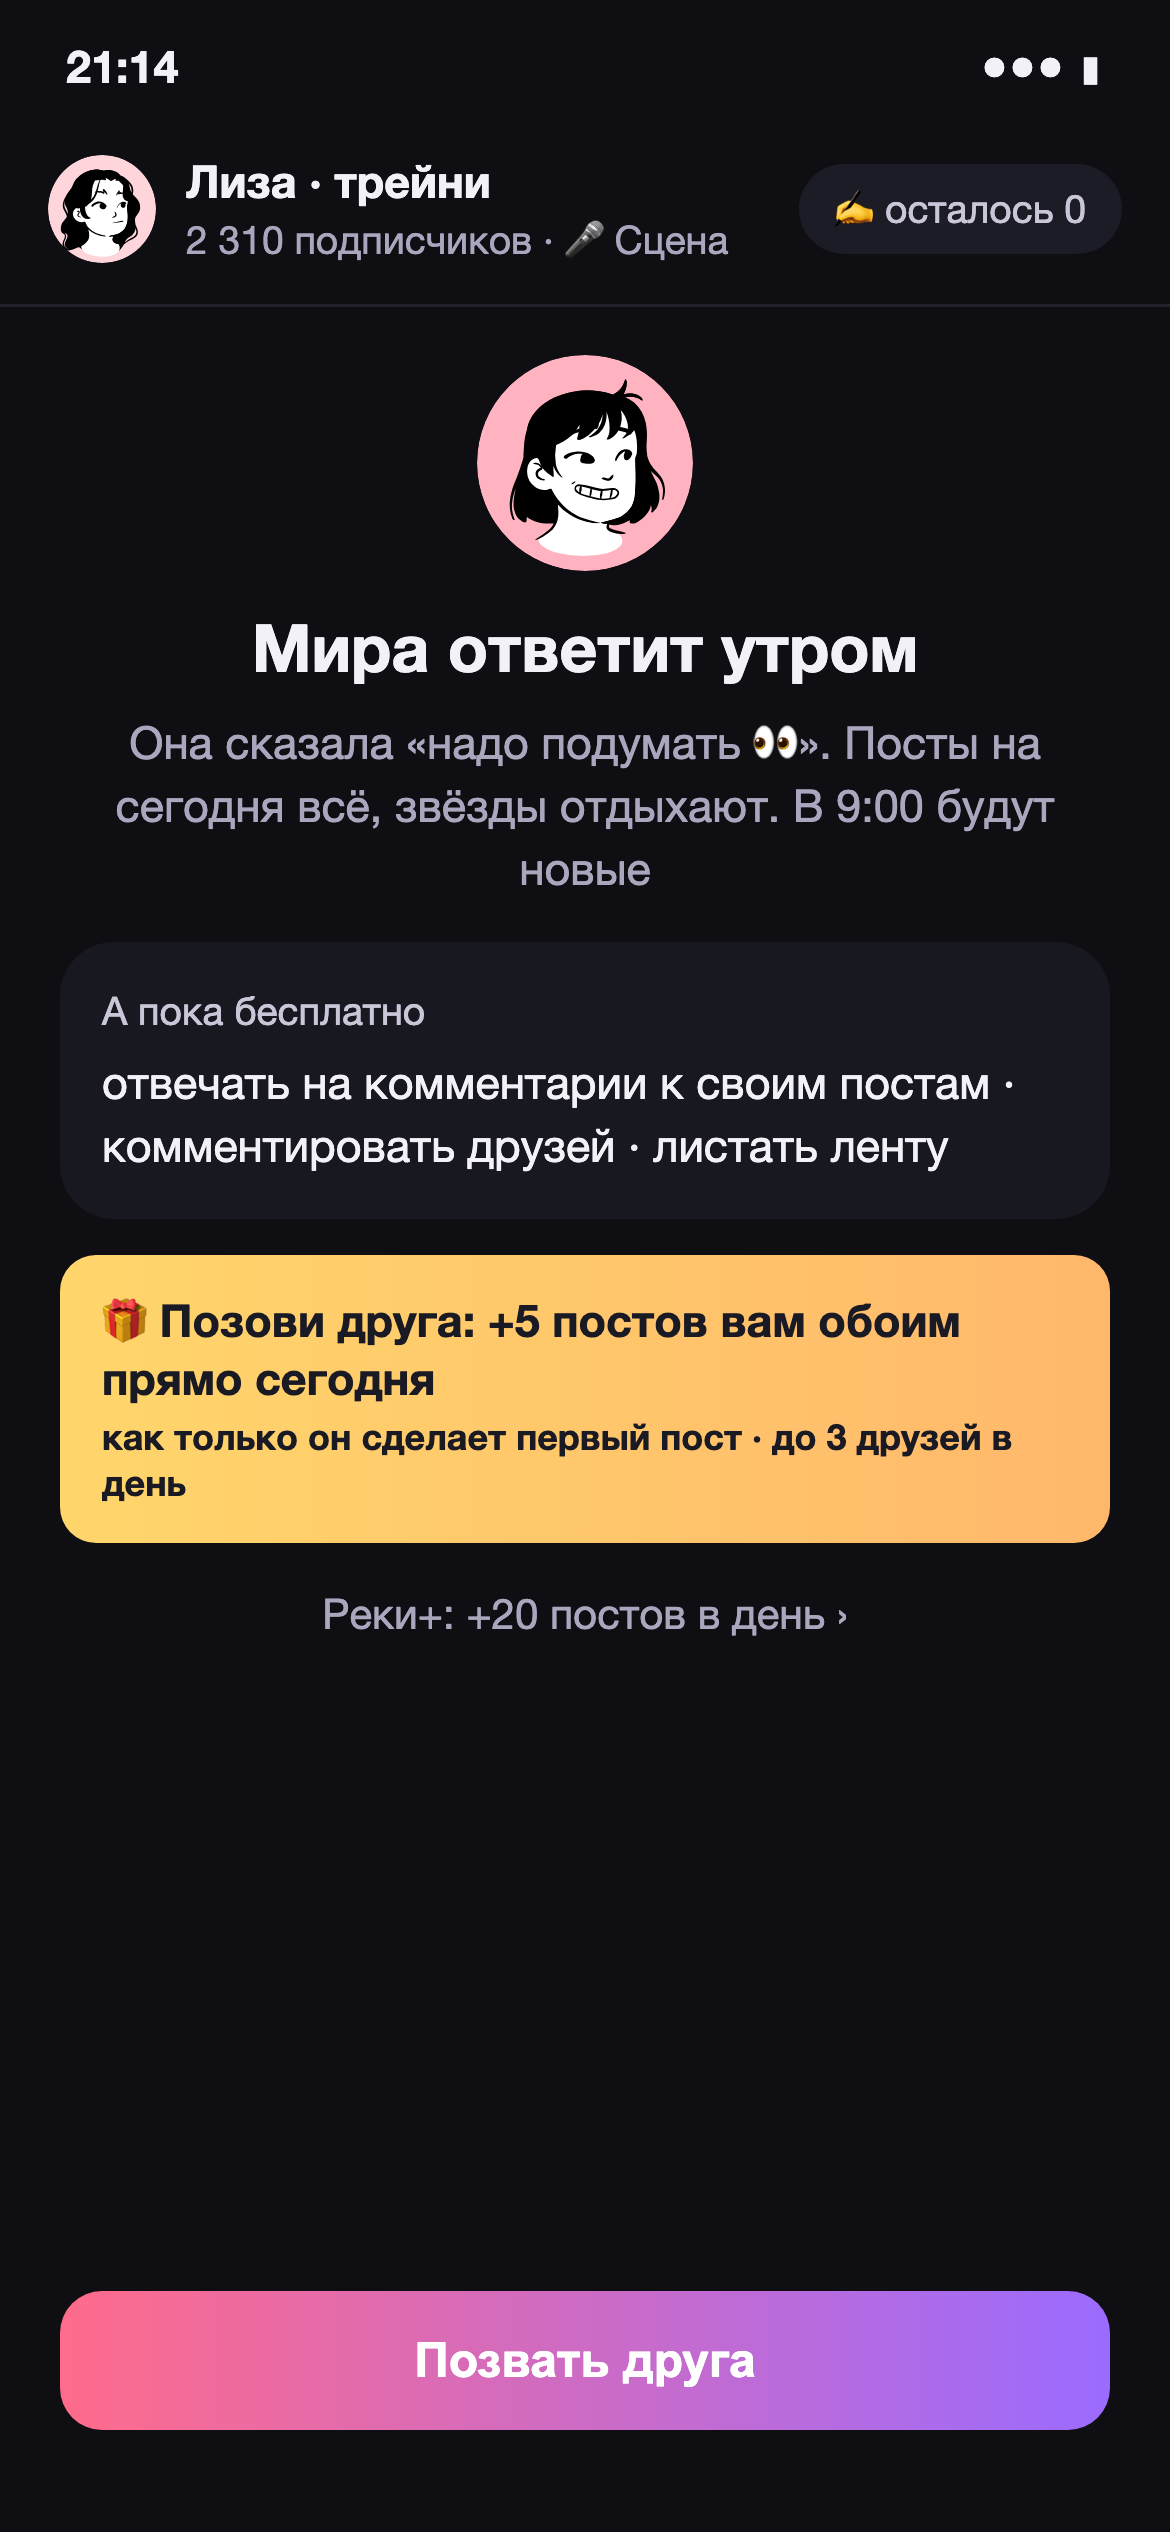 21:14
Лиза · трейни
2 310 подписчиков · 🎤 Сцена
✍️ осталось 0
Мира ответит утром
Она сказала «надо подумать 👀». Посты на
сегодня всё, звёзды отдыхают. В 9:00 будут
новые
А пока бесплатно
отвечать на комментарии к своим постам ·
комментировать друзей · листать ленту
🎁 Позови друга: +5 постов вам обоим
прямо сегодня
как только он сделает первый пост · до 3 друзей в
день
Реки+: +20 постов в день ›
Позвать друга